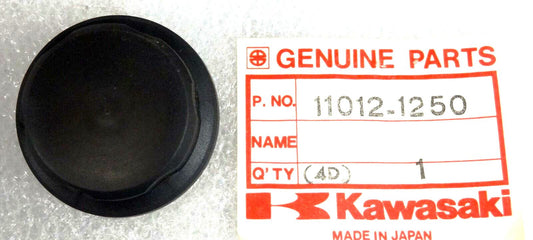 GENUINE PARTS
P. NO. 11012-1250
NAME
Q'TY (4D) 1
Kawasaki
MADE IN JAPAN